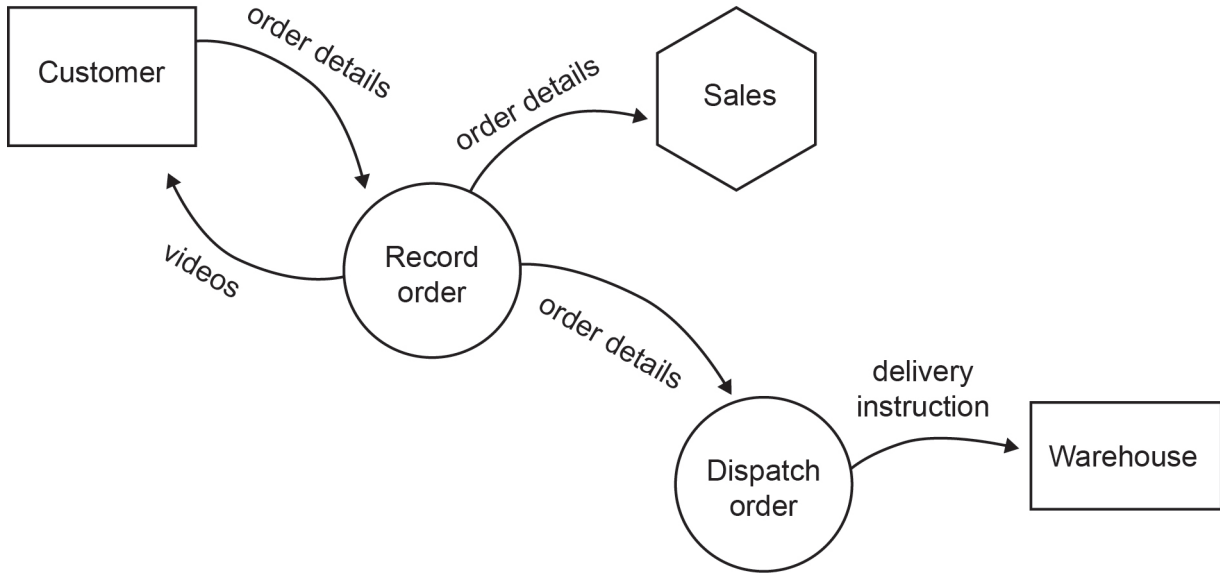 Customer
order details
order details
Sales
videos
Record
order
order details
delivery
instruction
Dispatch
order
Warehouse